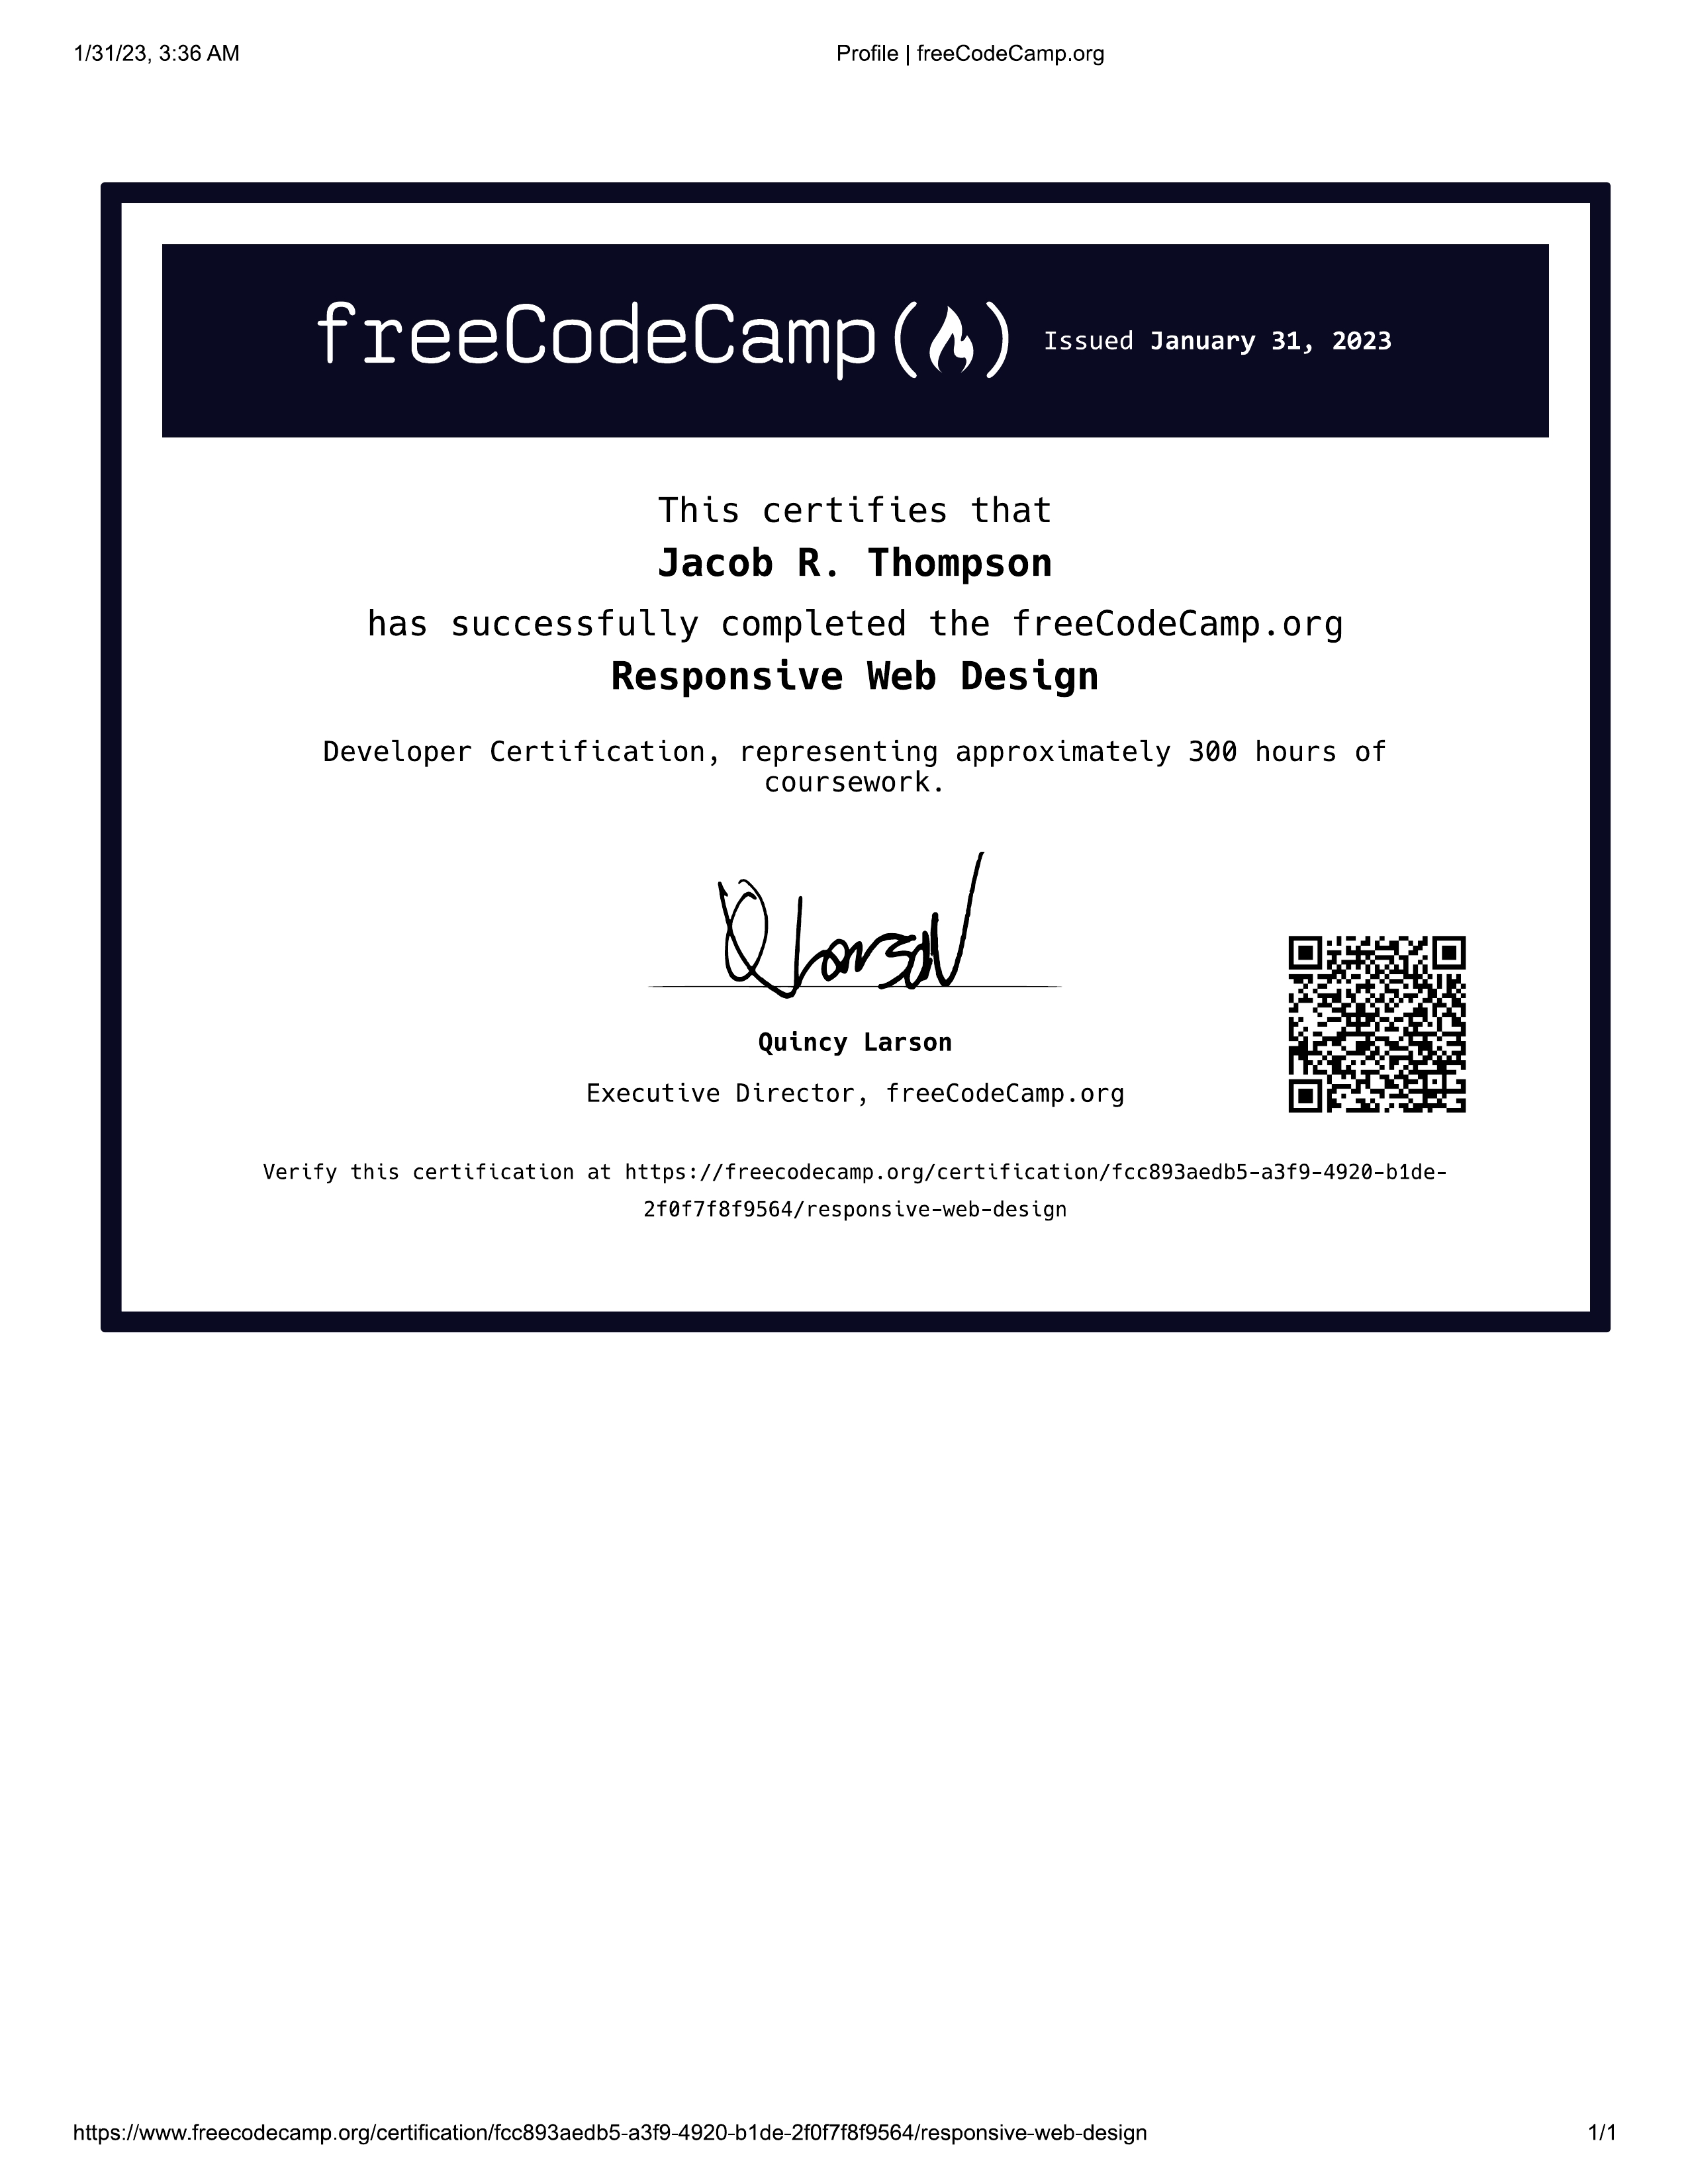 1/31/23, 3:36 AM
Profile | freeCodeCamp.org
freeCodeCamp(🔥)
Issued January 31, 2023
This certifies that
Jacob R. Thompson
has successfully completed the freeCodeCamp.org
Responsive Web Design
Developer Certification, representing approximately 300 hours of
coursework.
Q Larson
Quincy Larson
Executive Director, freeCodeCamp.org
Verify this certification at https://freecodecamp.org/certification/fcc893aedb5-a3f9-4920-b1de-
2f0f7f8f9564/responsive-web-design
https://www.freecodecamp.org/certification/fcc893aedb5-a3f9-4920-b1de-2f0f7f8f9564/responsive-web-design
1/1